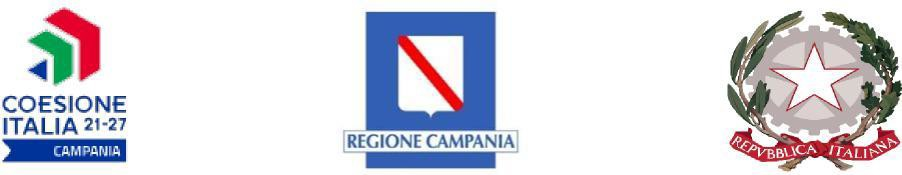 COESIONE
ITALIA 21-27
CAMPANIA
REGIONE CAMPANIA
REPVBBLICA ITALIANA